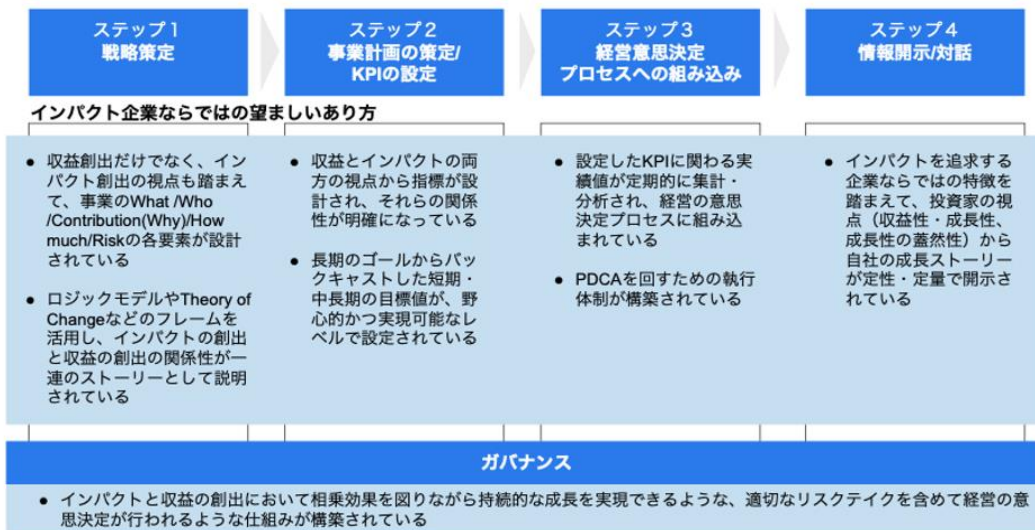 ステップ1
戦略策定
ステップ2
事業計画の策定/
KPIの設定
ステップ3
経営意思決定
プロセスへの組み込み
ステップ4
情報開示/対話
インパクト企業ならではの望ましいあり方
● 収益創出だけでなく、イン
パクト創出の視点も踏まえ
て、事業のWhat /Who
/Contribution(Why)/How
much/Riskの各要素が設計
されている
● ロジックモデルやTheory of
Changeなどのフレームを
活用し、インパクトの創出
と収益の創出の関係性が一
連のストーリーとして説明
されている
● 収益とインパクトの両
方の視点から指標が設
計され、それらの関係
性が明確になっている
● 長期のゴールからバッ
クキャストした短期・
中長期の目標値が、野
心的かつ実現可能なレ
ベルで設定されている
● 設定したKPIに関わる実
績値が定期的に集計・
分析され、経営の意思
決定プロセスに組み込
まれている
● PDCAを回すための執行
体制が構築されている
● インパクトを追求する
企業ならではの特徴を
踏まえて、投資家の視
点（収益性・成長性、
成長性の蓋然性）から
自社の成長ストーリー
が定性・定量で開示さ
れている
ガバナンス
● インパクトと収益の創出において相乗効果を図りながら持続的な成長を実現できるような、適切なリスクテイクを含めて経営の意
思決定が行われるような仕組みが構築されている